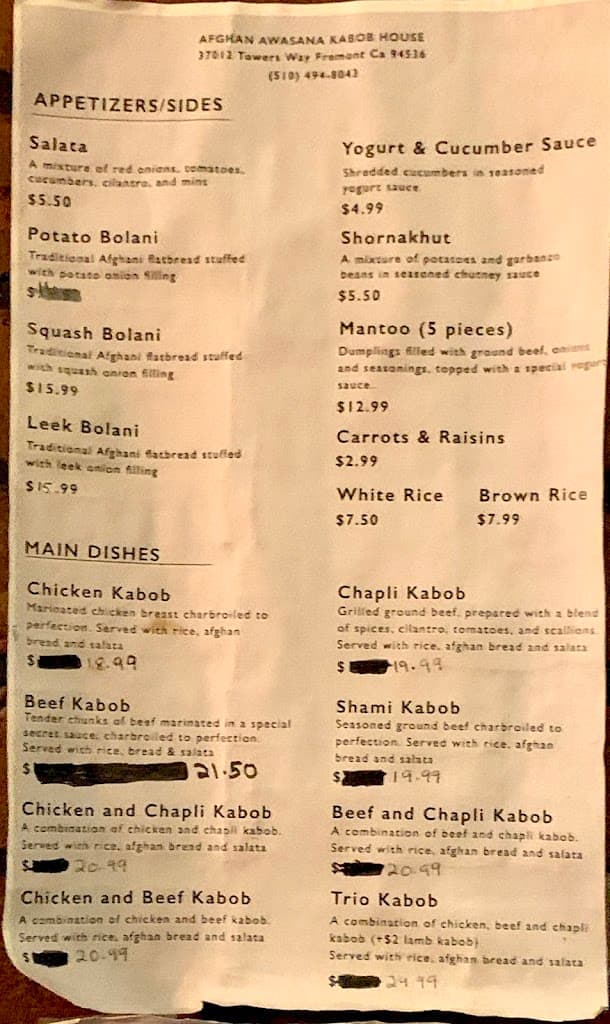 AFGHAN AWASANA KABOB HOUSE
37012 Towers Way Fremont Ca 94536
(510) 494-8043
APPETIZERS/SIDES
Salata
A mixture of red onions, tomatoes,
cucumbers, cilantro, and mint
$5.50
Potato Bolani
Traditional Afghani flatbread stuffed
with potato onion filling
$
Squash Bolani
Traditional Afghani flatbread stuffed
with squash onion filling
$15.99
Leek Bolani
Traditional Afghani flatbread stuffed
with leek onion filling
$15.99
Yogurt & Cucumber Sauce
Shredded cucumbers in seasoned
yogurt sauce
$4.99
Shornakhut
A mixture of potatoes and garbanzo
beans in seasoned chutney sauce
$5.50
Mantoo (5 pieces)
Dumplings filled with ground beef, onions
and seasonings, topped with a special yogurt
sauce.
$12.99
Carrots & Raisins
$2.99
White Rice Brown Rice
$7.50 $7.99
MAIN DISHES
Chicken Kabob
Marinated chicken breast charbroiled to
perfection. Served with rice, afghan
bread and salata
$ 18.99
Beef Kabob
Tender chunks of beef marinated in a special
secret sauce, charbroiled to perfection.
Served with rice, bread & salata
$ 21.50
Chicken and Chapli Kabob
A combination of chicken and chapli kabob.
Served with rice, afghan bread and salata
$ 20.99
Chicken and Beef Kabob
A combination of chicken and beef kabob.
Served with rice, afghan bread and salata
$ 20.99
Chapli Kabob
Grilled ground beef, prepared with a blend
of spices, cilantro, tomatoes, and scallions.
Served with rice, afghan bread and salata
$ 19.99
Shami Kabob
Seasoned ground beef charbroiled to
perfection. Served with rice, afghan
bread and salata
$ 19.99
Beef and Chapli Kabob
A combination of beef and chapli kabob.
Served with rice, afghan bread and salata
$ 20.99
Trio Kabob
A combination of chicken, beef and chapli
kabob (+$2 lamb kabob)
Served with rice, afghan bread and salata
$ 24.99